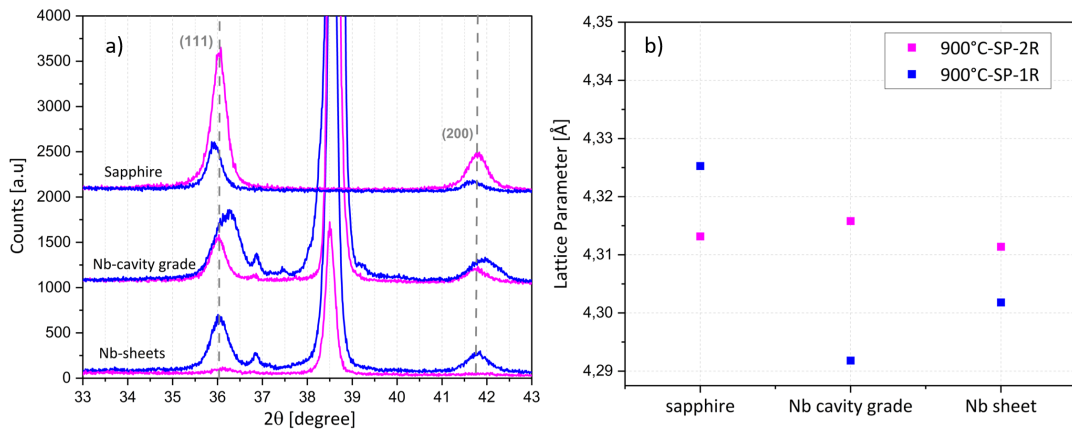 a)
(111)
(200)
Sapphire
Nb-cavity grade
Nb-sheets
4000
3500
3000
2500
2000
1500
1000
500
0
33 34 35 36 37 38 39 40 41 42 43
Counts [a.u]
2θ [degree]
b)
900°C-SP-2R
900°C-SP-1R
4,35
4,34
4,33
4,32
4,31
4,30
4,29
Lattice Parameter [Å]
sapphire Nb cavity grade Nb sheet